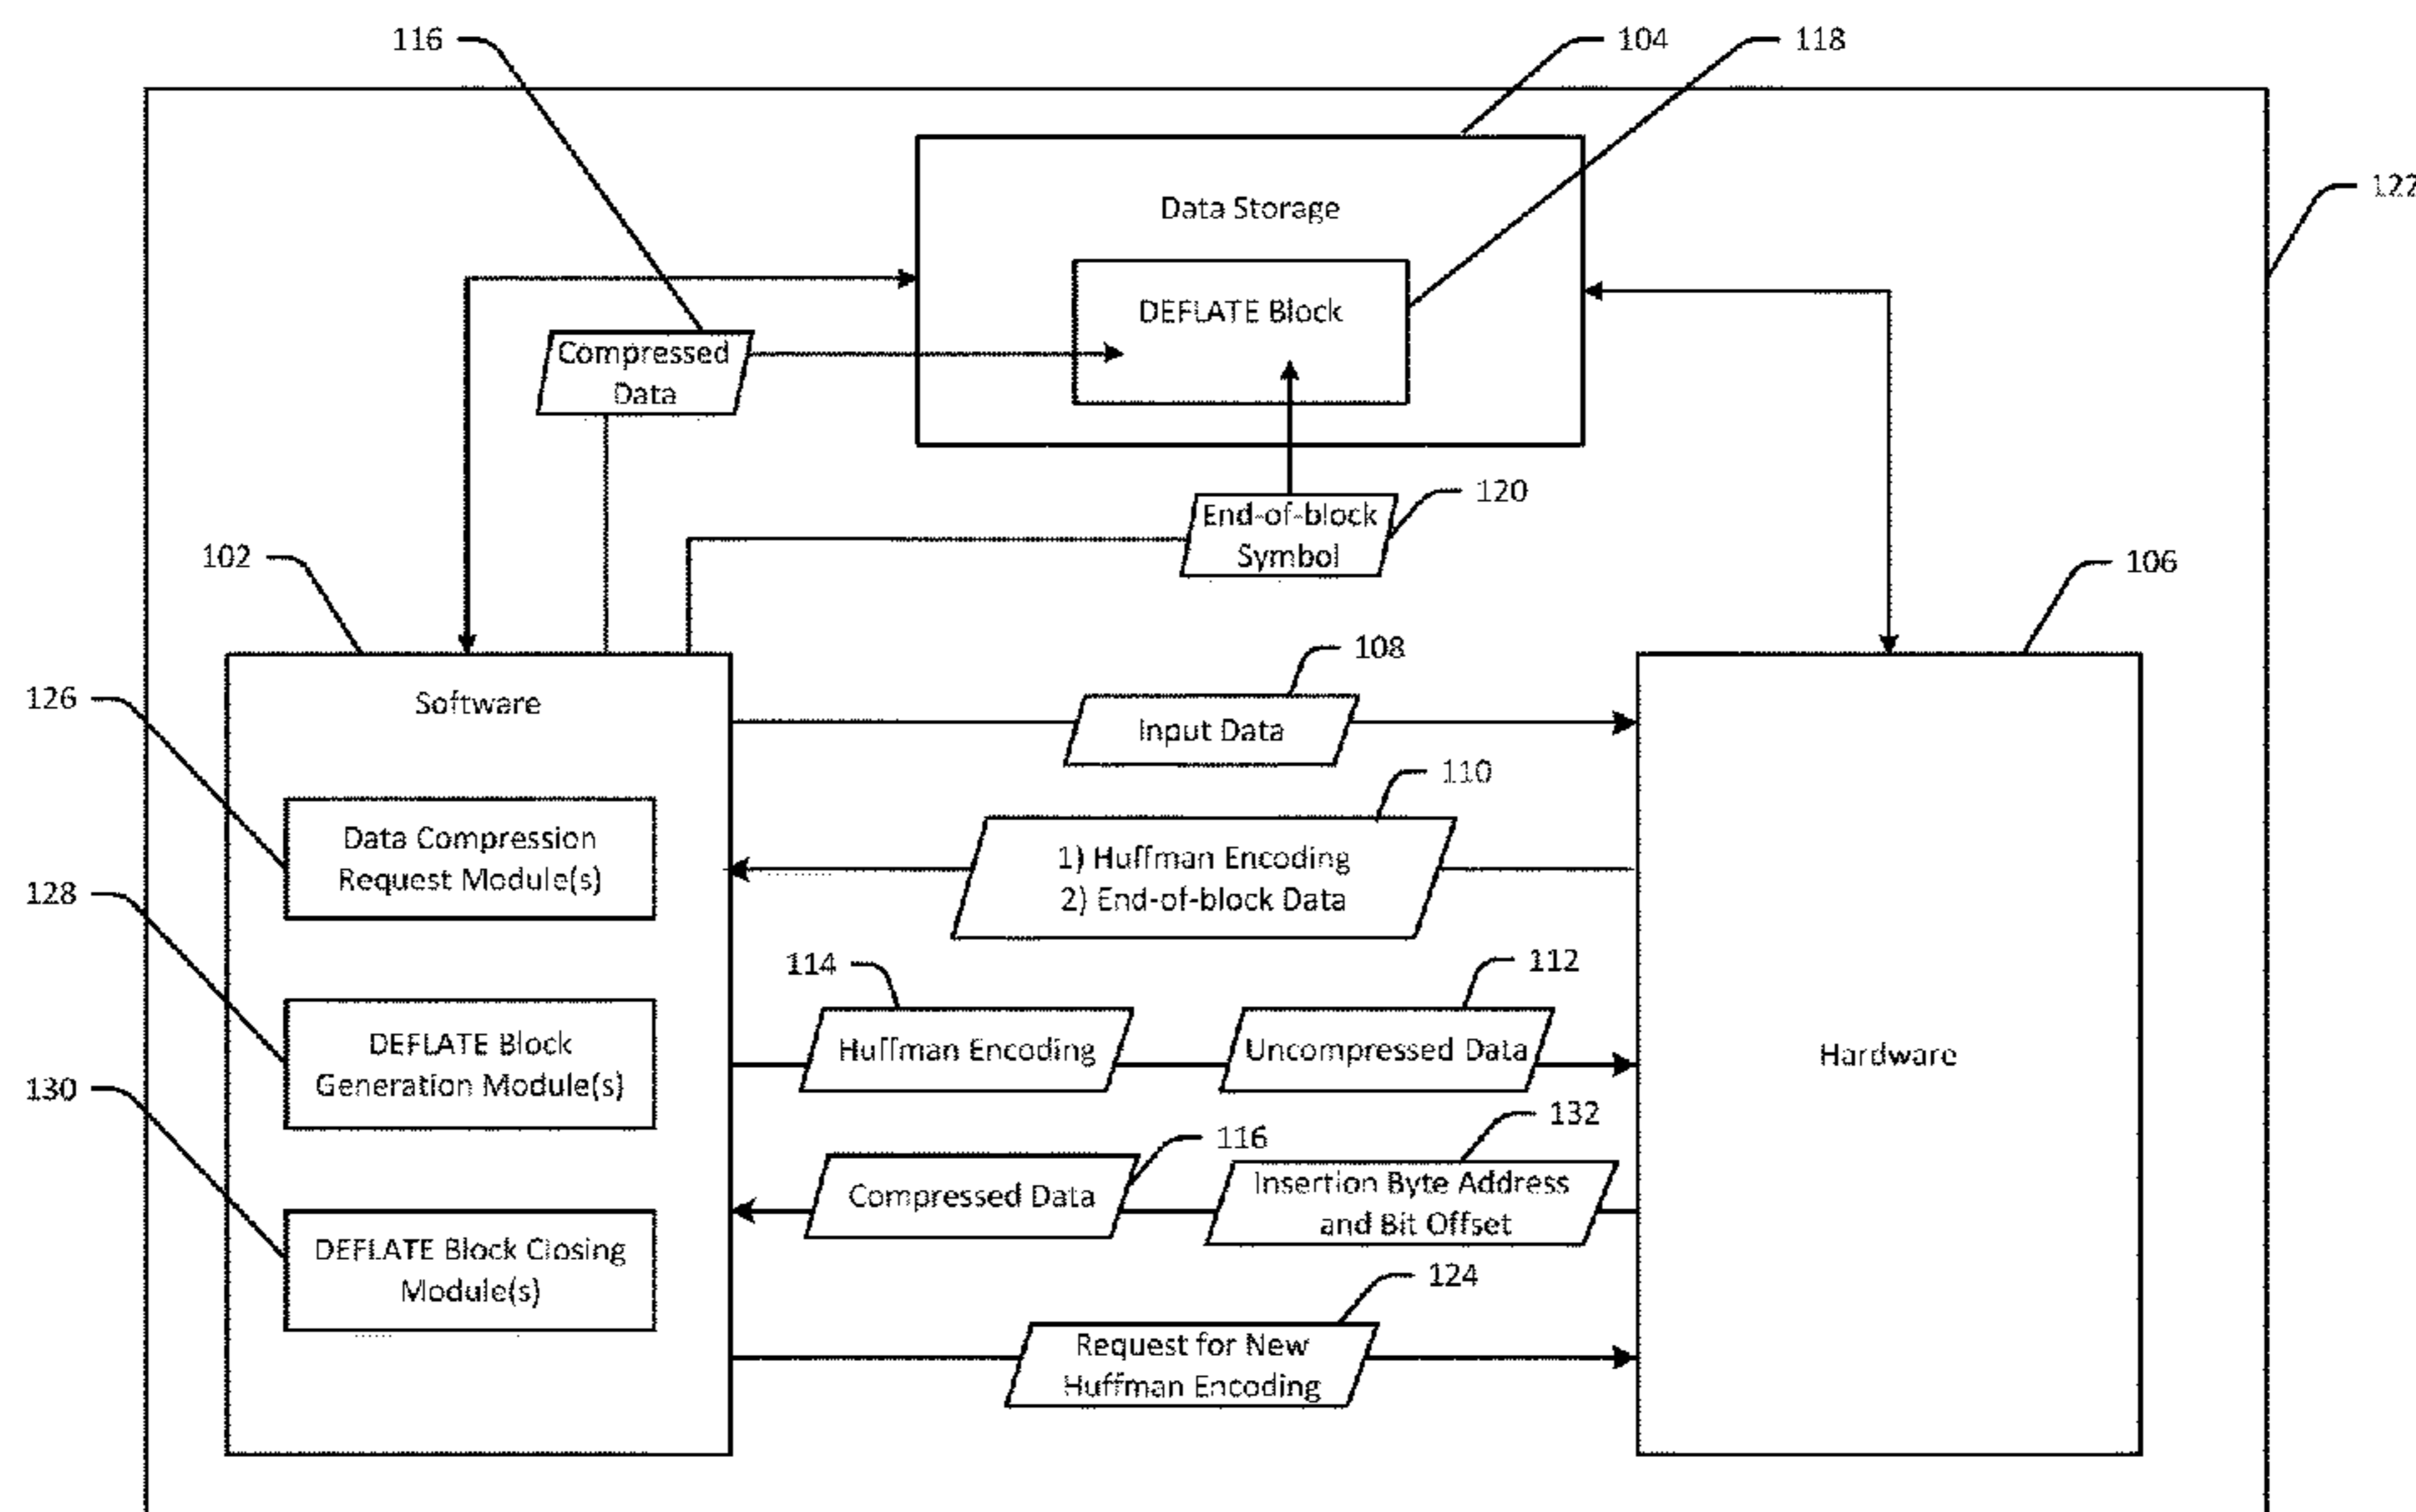 116
104
118
122
Data Storage
DEFLATE Block
Compressed
Data
120
End-of-block
Symbol
102
106
108
126
Software
Input Data
110
Data Compression
Request Module(s)
1) Huffman Encoding
2) End-of-block Data
128
114
112
DEFLATE Block
Generation Module(s)
Huffman Encoding
Uncompressed Data
Hardware
130
132
116
Compressed Data
Insertion Byte Address
and Bit Offset
DEFLATE Block Closing
Module(s)
124
Request for New
Huffman Encoding